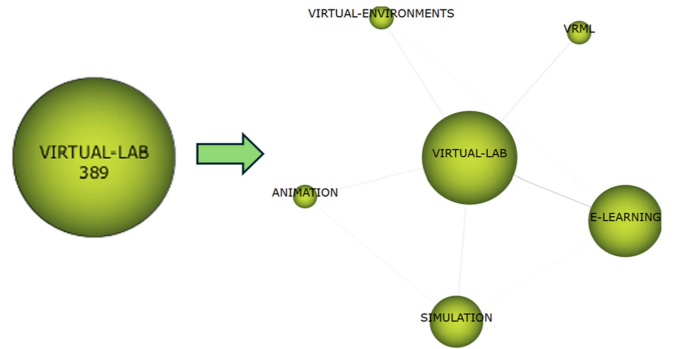 VIRTUAL-LAB
389
VIRTUAL-ENVIRONMENTS
VRML
VIRTUAL-LAB
ANIMATION
E-LEARNING
SIMULATION